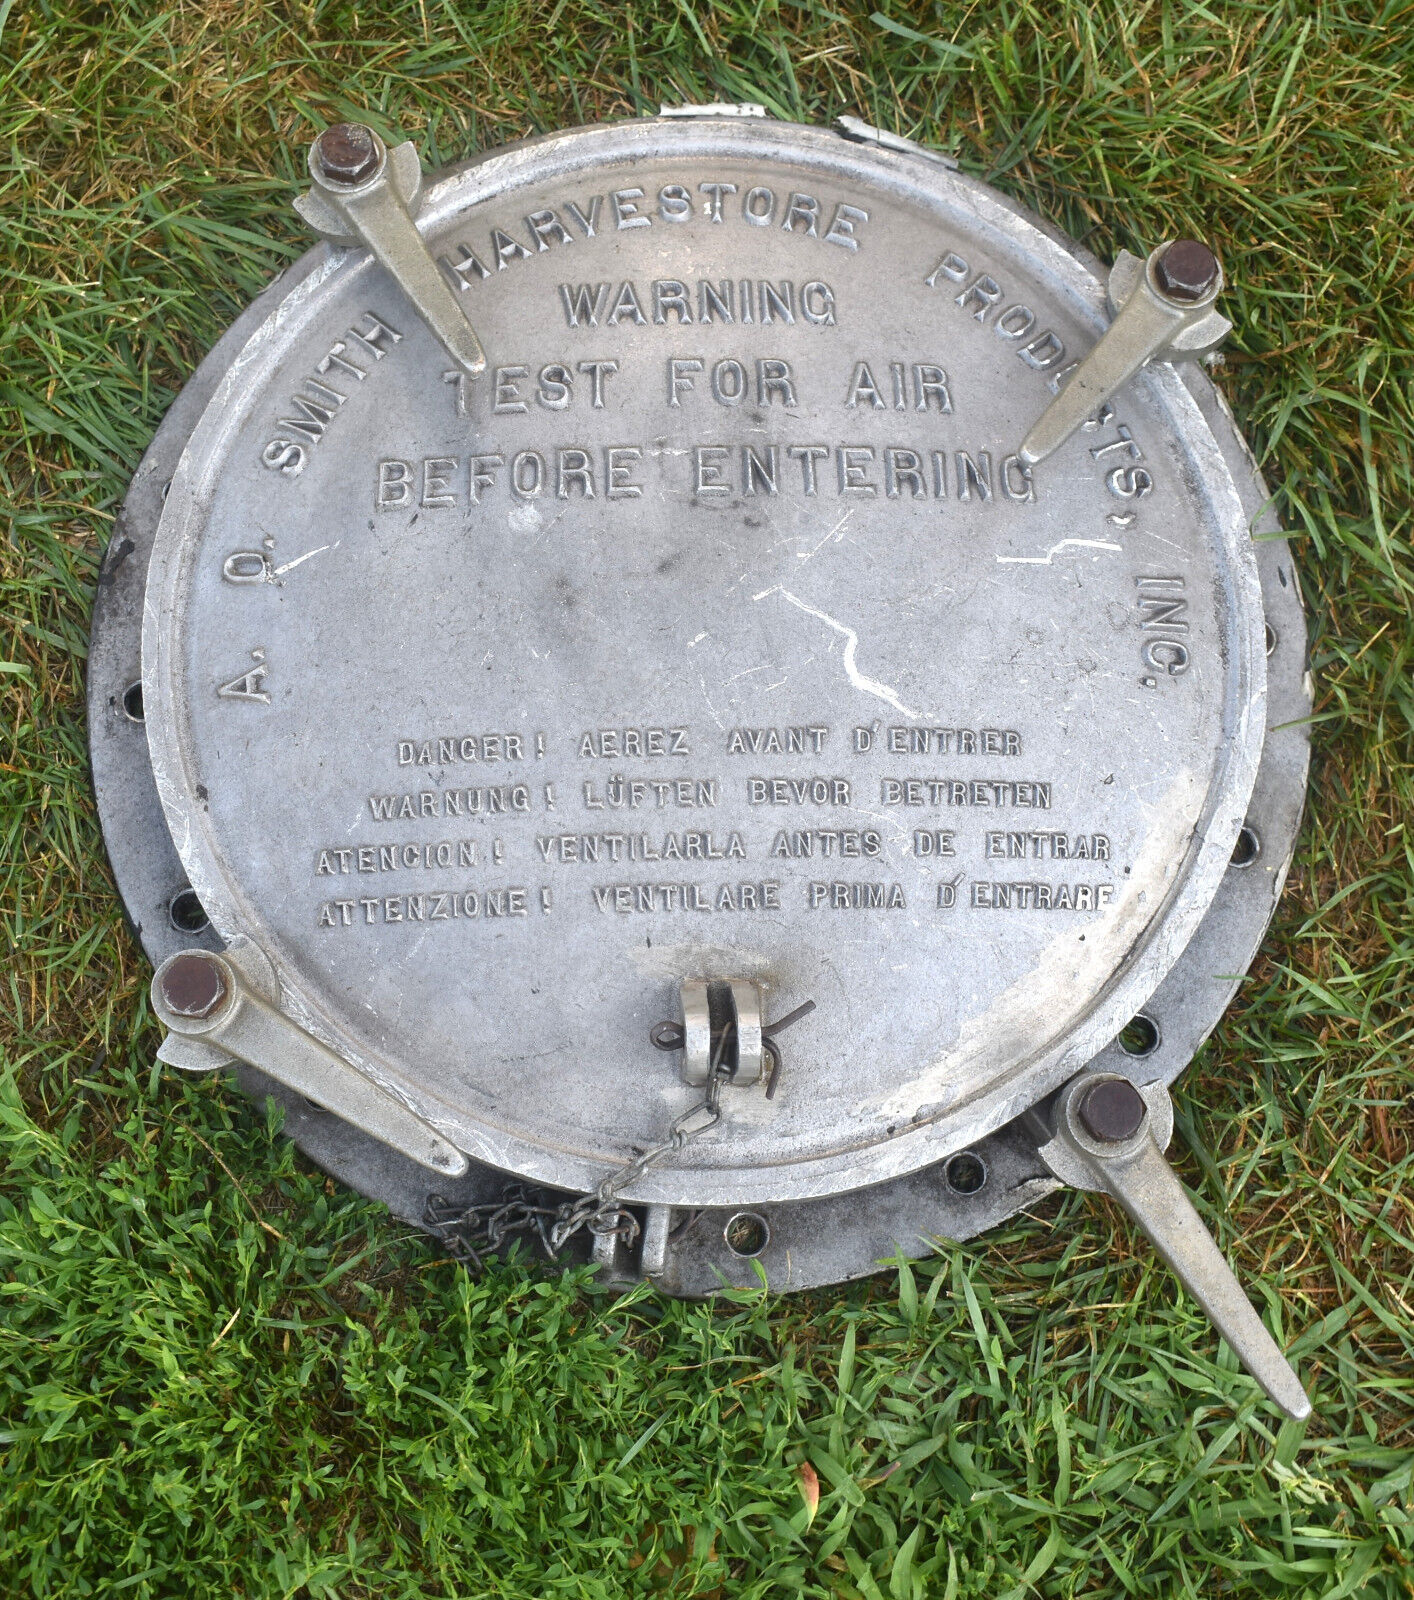 A. O. SMITH HARVESTORE PRODUCTS, INC.
WARNING
TEST FOR AIR
BEFORE ENTERING
DANGER! AEREZ AVANT D'ENTRER
WARNUNG! LÜFTEN BEVOR BETRETEN
ATENCION! VENTILARLA ANTES DE ENTRAR
ATTENZIONE! VENTILARE PRIMA D'ENTRARE